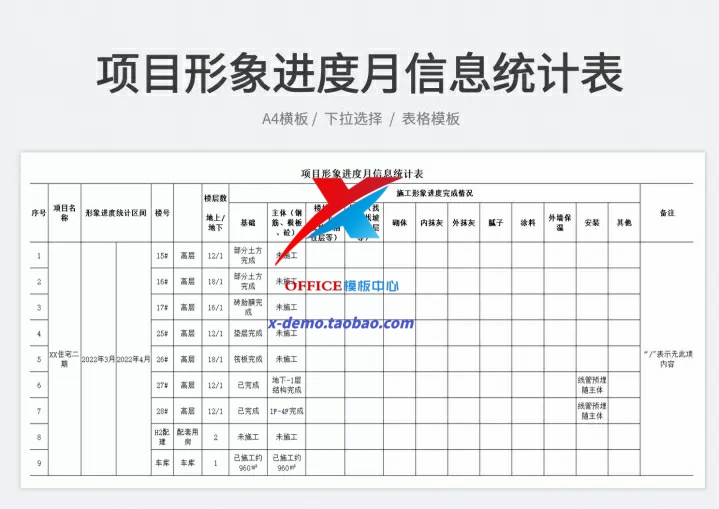 项目形象进度月信息统计表
A4横板 / 下拉选择 / 表格模板
项目形象进度月信息统计表
序号 项目名称 形象进度统计区间 楼号 楼层数 地上/地下 施工形象进度完成情况 备注
基础 主体（钢筋、模板、砼） 砌体 内抹灰 外抹灰 腻子 涂料 外墙保温 安装 其他
1 15# 高层 12/1 部分土方完成 未施工
2 16# 高层 18/1 部分土方完成 未施工
OFFICE模板中心
3 17# 高层 16/1 砖胎膜完成 未施工
x-demo.taobao.com
4 25# 高层 12/1 垫层完成 未施工
5 XX住宅二期 2022年3月 2022年4月 26# 高层 18/1 筏板完成 未施工 “/”表示无此项内容
6 27# 高层 12/1 已完成 地下-1层结构完成 线管预埋随主体
7 28# 高层 12/1 已完成 1F-4F完成 线管预埋随主体
8 H2配建 配套用房 2 未施工 未施工
9 车库 车库 1 已施工约960m² 已施工约960m²